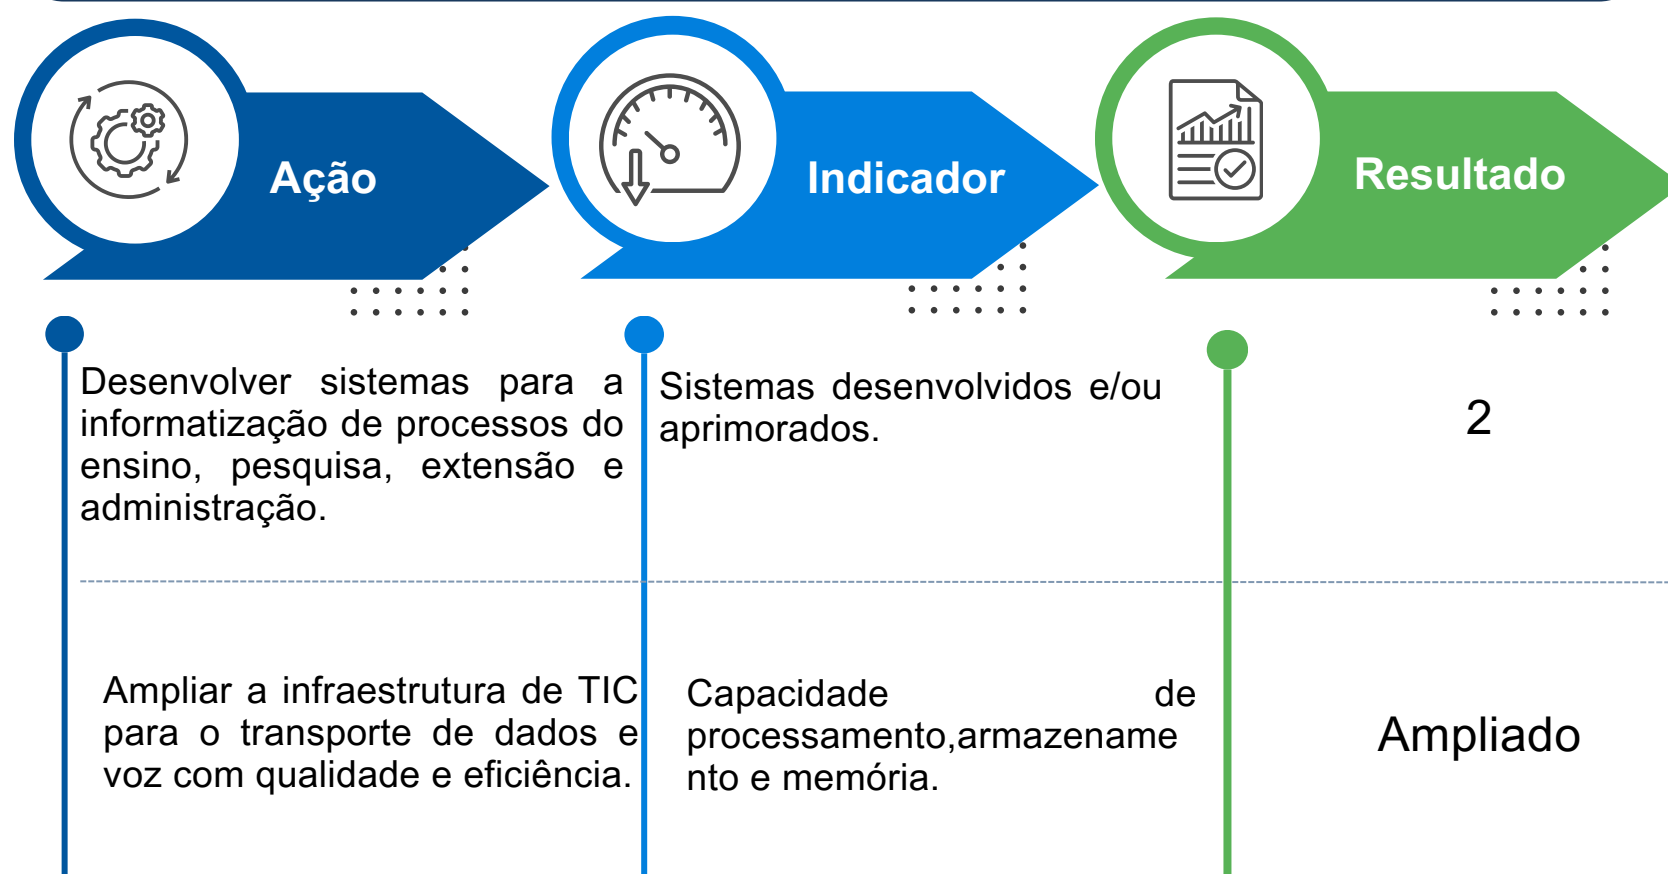 Ação
Indicador
Resultado
Desenvolver sistemas para a
informatização de processos do
ensino, pesquisa, extensão e
administração.
Sistemas desenvolvidos e/ou
aprimorados.
2
Ampliar a infraestrutura de TIC
para o transporte de dados e
voz com qualidade e eficiência.
Capacidade de
processamento,armazename
nto e memória.
Ampliado